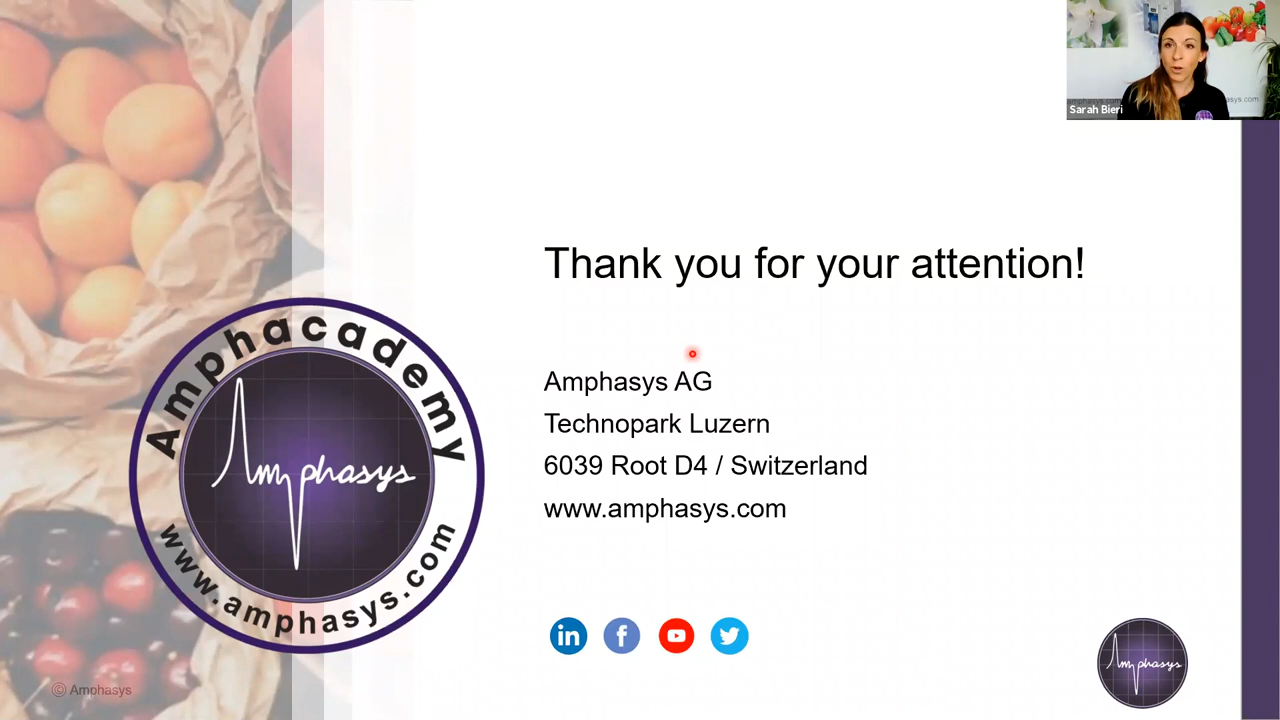 Sarah Bieri
Thank you for your attention!
Amphasys AG
Technopark Luzern
6039 Root D4 / Switzerland
www.amphasys.com
Amphacademy
Amphasys
www.amphasys.com
in
f
© Amphasys
Amphasys